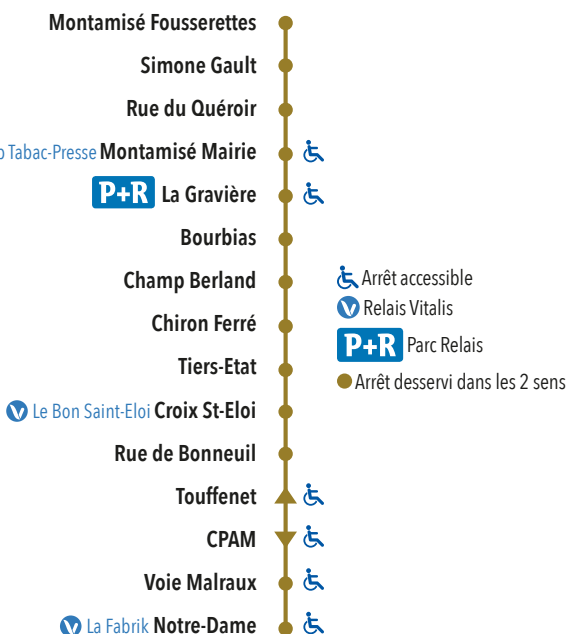 Montamisé Fousserettes
Simone Gault
Rue du Quéroir
Tabac-Presse Montamisé Mairie
P+R La Gravière
Bourbias
Champ Berland
Chiron Ferré
Tiers-Etat
Le Bon Saint-Eloi Croix St-Eloi
Rue de Bonneuil
Touffenet
CPAM
Voie Malraux
La Fabrik Notre-Dame
Arrêt accessible
Relais Vitalis
P+R Parc Relais
Arrêt desservi dans les 2 sens